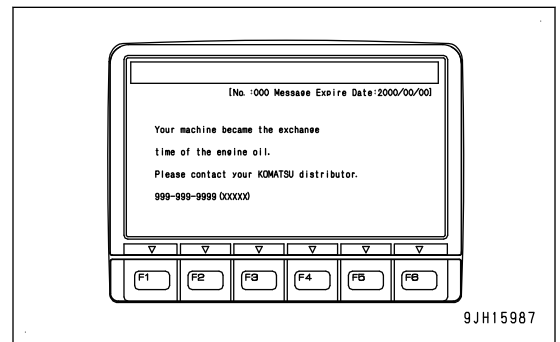 [No. :000 Message Expire Date:2000/00/00]
Your machine became the exchange
time of the engine oil.
Please contact your KOMATSU distributor.
999-999-9999 (XXXXX)
F1 F2 F3 F4 F5 F6
9JH15987